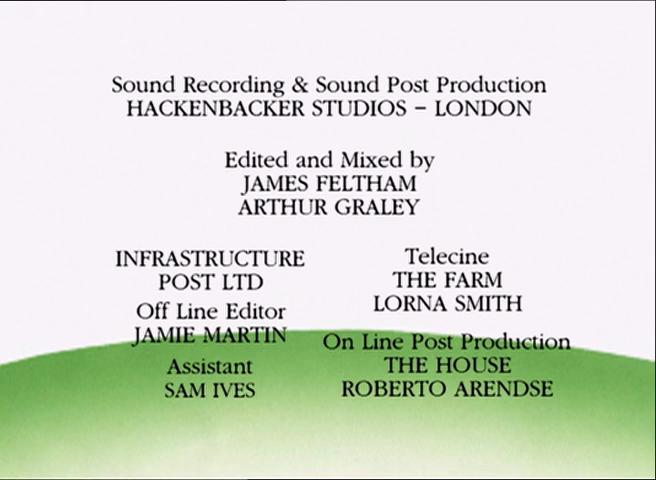 Sound Recording & Sound Post Production
HACKENBACKER STUDIOS – LONDON
Edited and Mixed by
JAMES FELTHAM
ARTHUR GRALEY
INFRASTRUCTURE
POST LTD
Off Line Editor
JAMIE MARTIN
Assistant
SAM IVES
Telecine
THE FARM
LORNA SMITH
On Line Post Production
THE HOUSE
ROBERTO ARENDSE